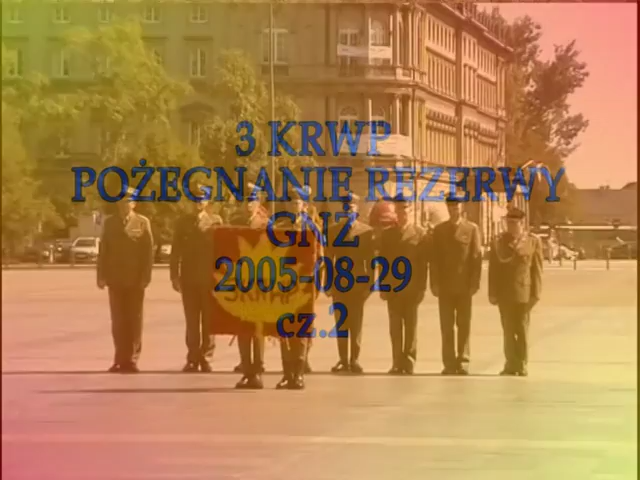 3 KRWP
POŻEGNANIE REZERWY
GNŻ
2005-08-29
cz.2